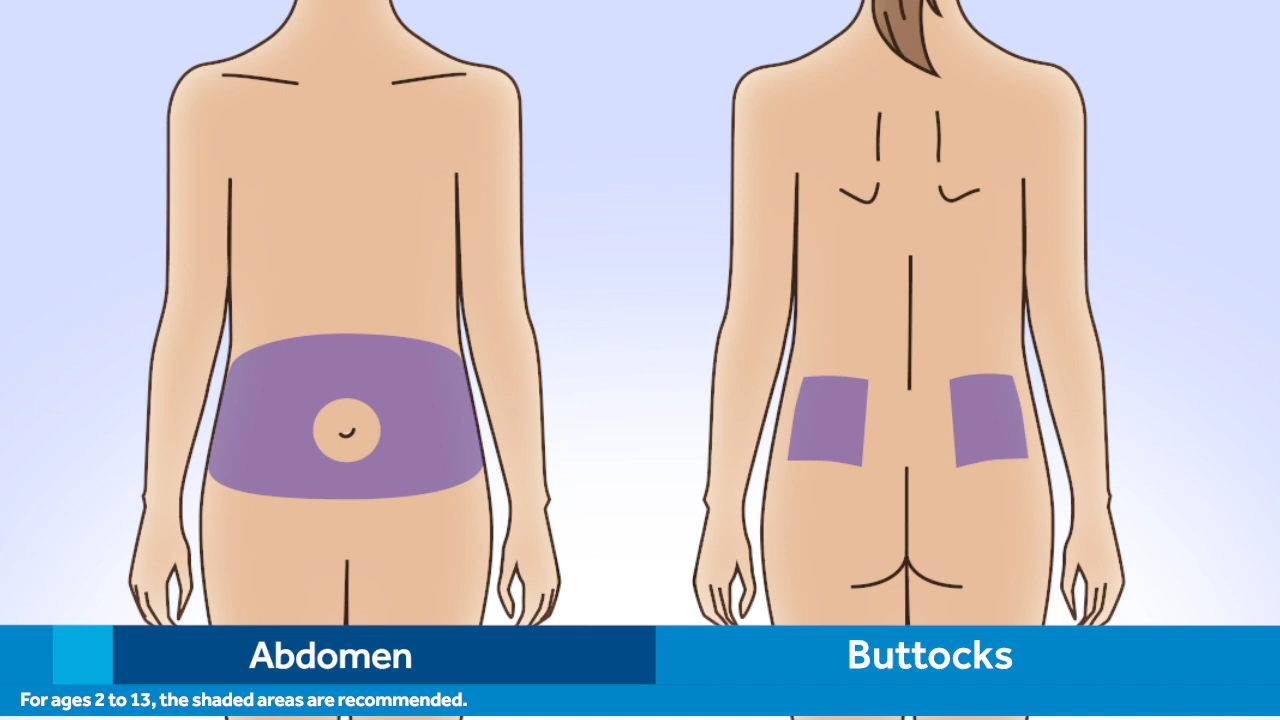 Abdomen
Buttocks
For ages 2 to 13, the shaded areas are recommended.